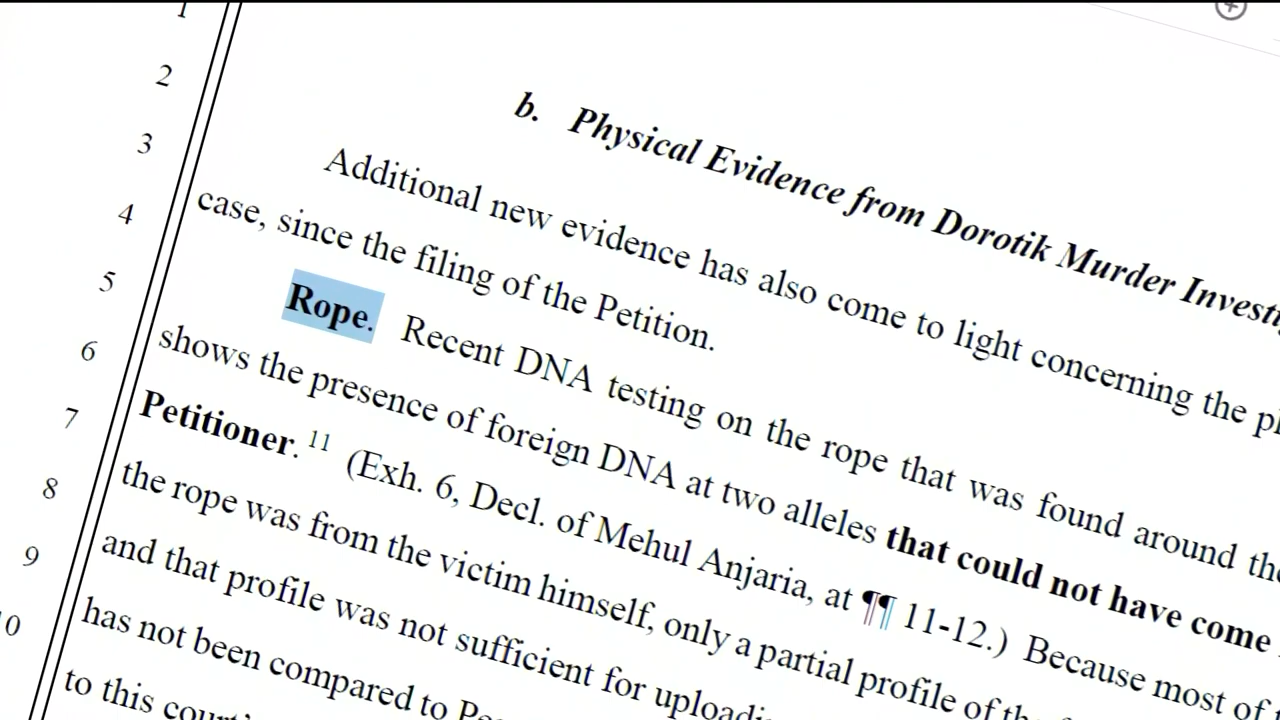 1
2
3
4
5
6
7
8
9
10
b. Physical Evidence from Dorotik Murder
Additional new evidence has also come to light concerning the
case, since the filing of the Petition.
Rope. Recent DNA testing on the rope that was found around
shows the presence of foreign DNA at two alleles that could not have come
Petitioner. 11 (Exh. 6, Decl. of Mehul Anjaria, at ¶¶ 11-12.) Because most of
the rope was from the victim himself, only a partial profile of
and that profile was not sufficient for
has not been compared to
to this